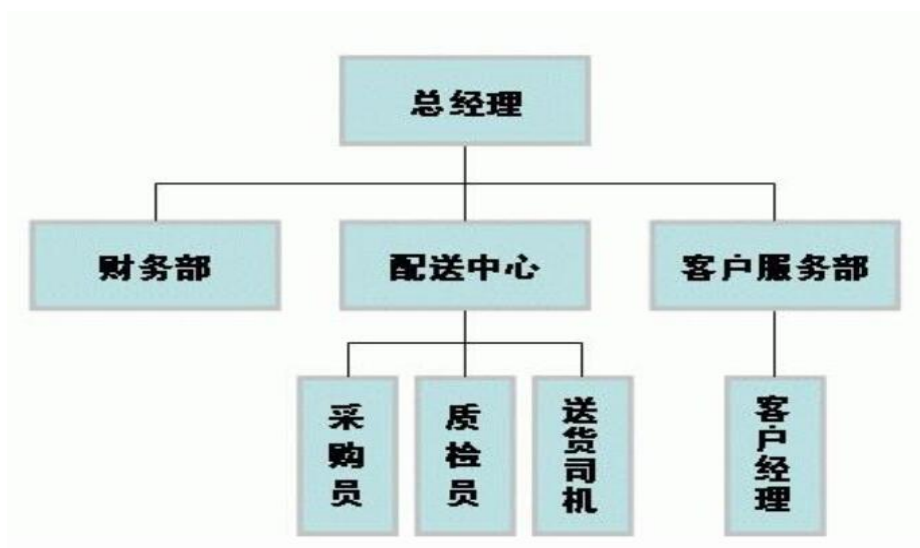 总经理
财务部
配送中心
客户服务部
采购员
质检员
送货司机
客户经理